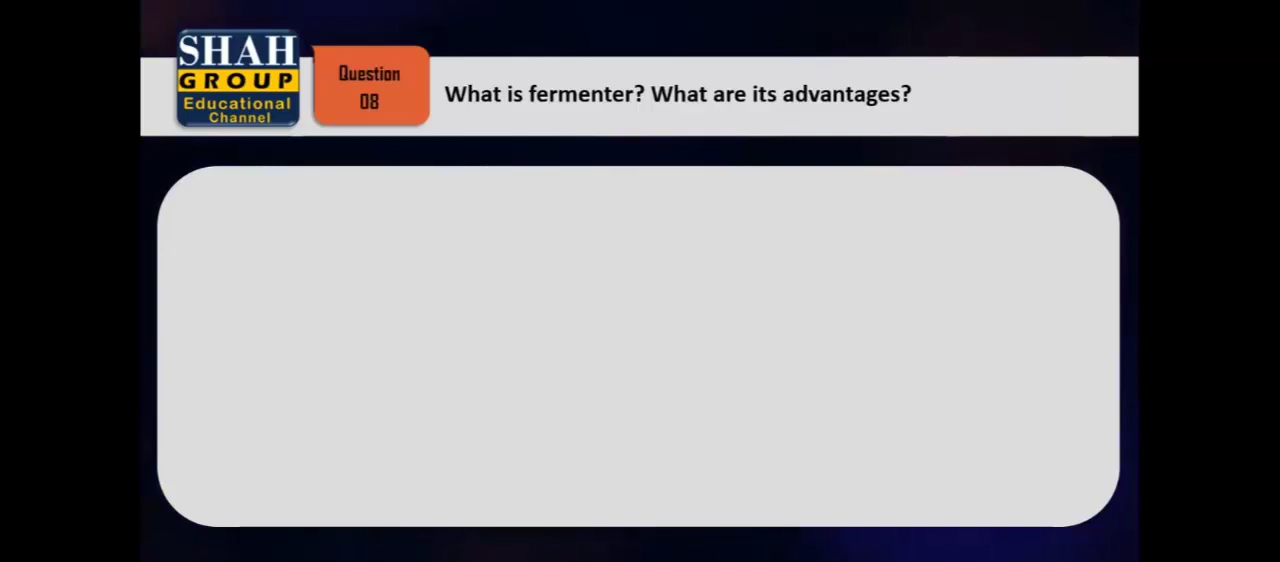 SHAH
GROUP
Educational
Channel
Question
08
What is fermenter? What are its advantages?